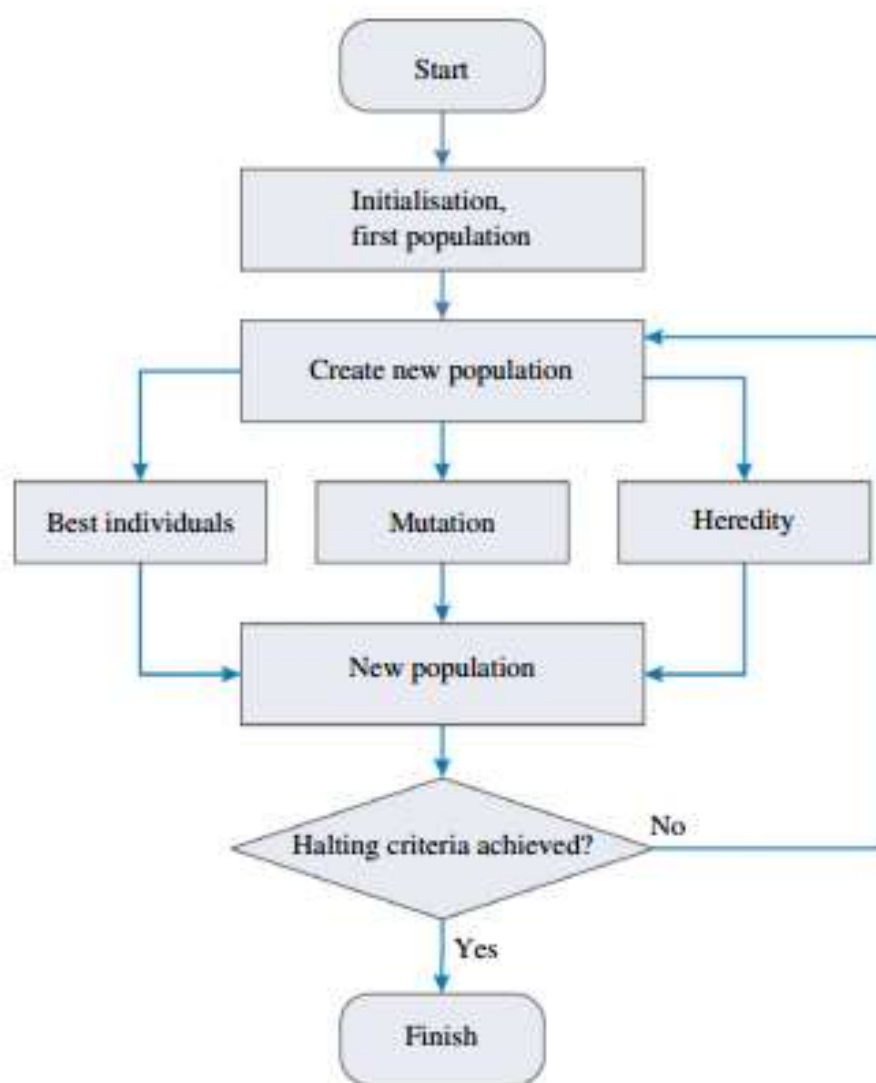 Start
Initialisation,
first population
Create new population
Best individuals
Mutation
Heredity
New population
Halting criteria achieved?
No
Yes
Finish